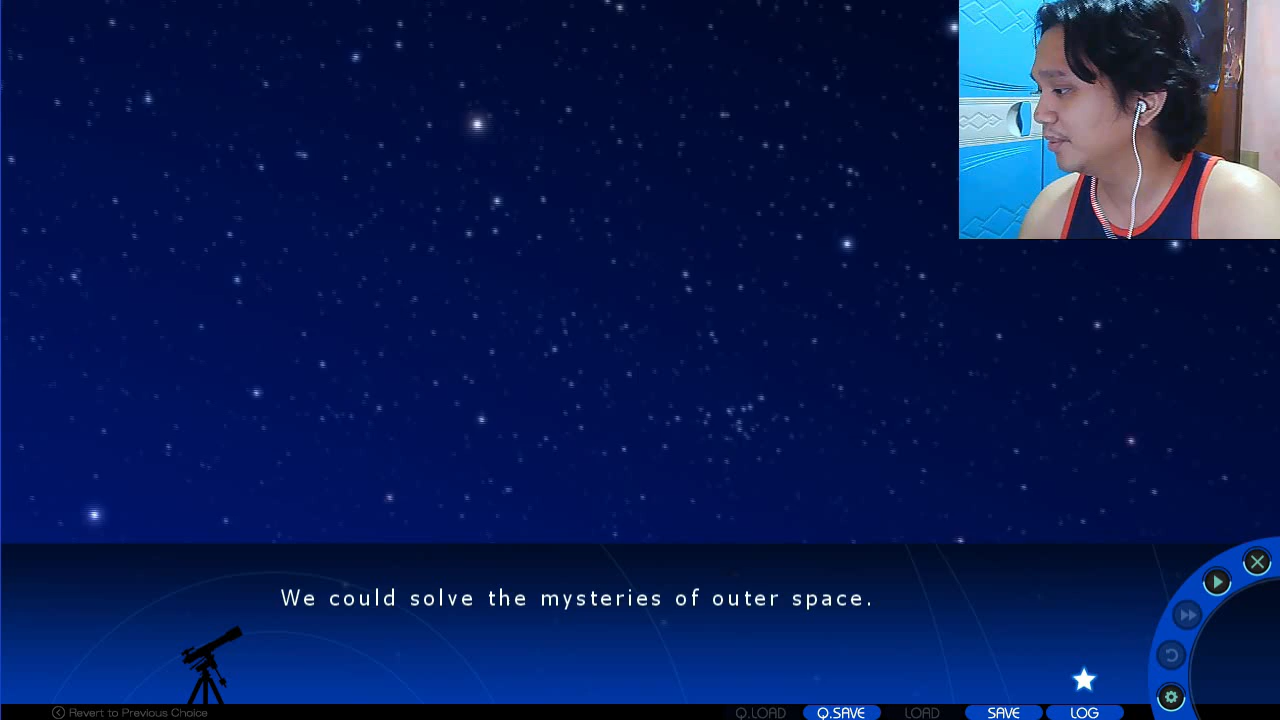 We could solve the mysteries of outer space.
Revert to Previous Choice
Q.LOAD
Q.SAVE
LOAD
SAVE
LOG